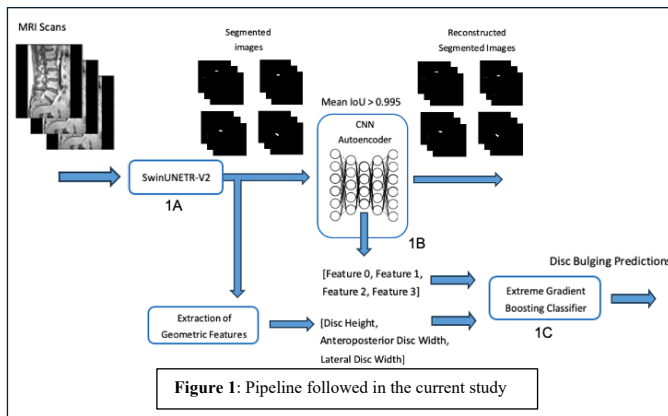 MRI Scans
Segmented
images
Reconstructed
Segmented Images
Mean IoU > 0.995
CNN
Autoencoder
SwinUNETR-V2
1A
1B
[Feature 0, Feature 1,
Feature 2, Feature 3]
Disc Bulging Predictions
Extraction of
Geometric Features
[Disc Height,
Anteroposterior Disc Width,
Lateral Disc Width]
Extreme Gradient
Boosting Classifier
1C
Figure 1: Pipeline followed in the current study